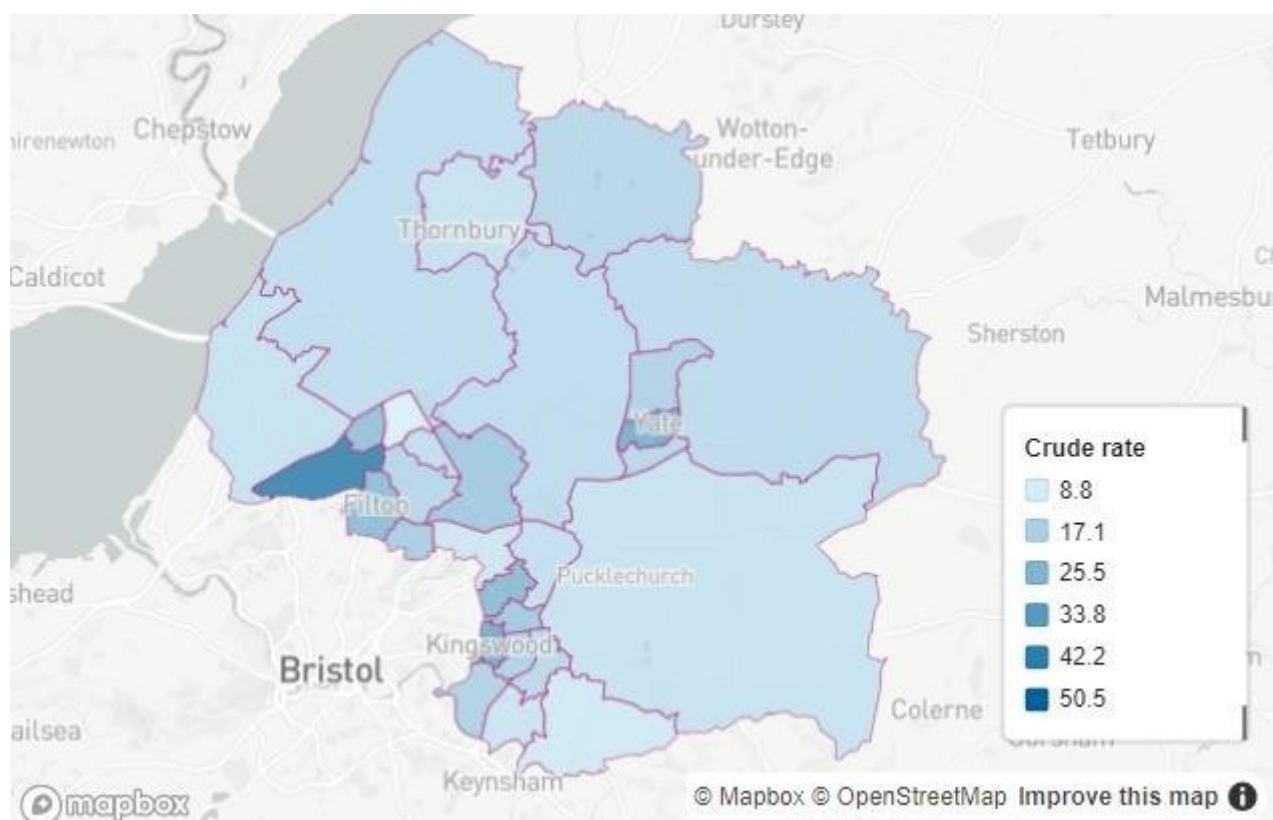 Dursley
Chepstow
Wotton-
under-Edge
Tetbury
hirenewton
Thornbury
Caldicot
Malmesbu
Sherston
Yate
Filton
Pucklechurch
shead
Kingswood
Bristol
Colerne
ailsea
Keynsham
Crude rate
8.8
17.1
25.5
33.8
42.2
50.5
mapbox
© Mapbox © OpenStreetMap Improve this map